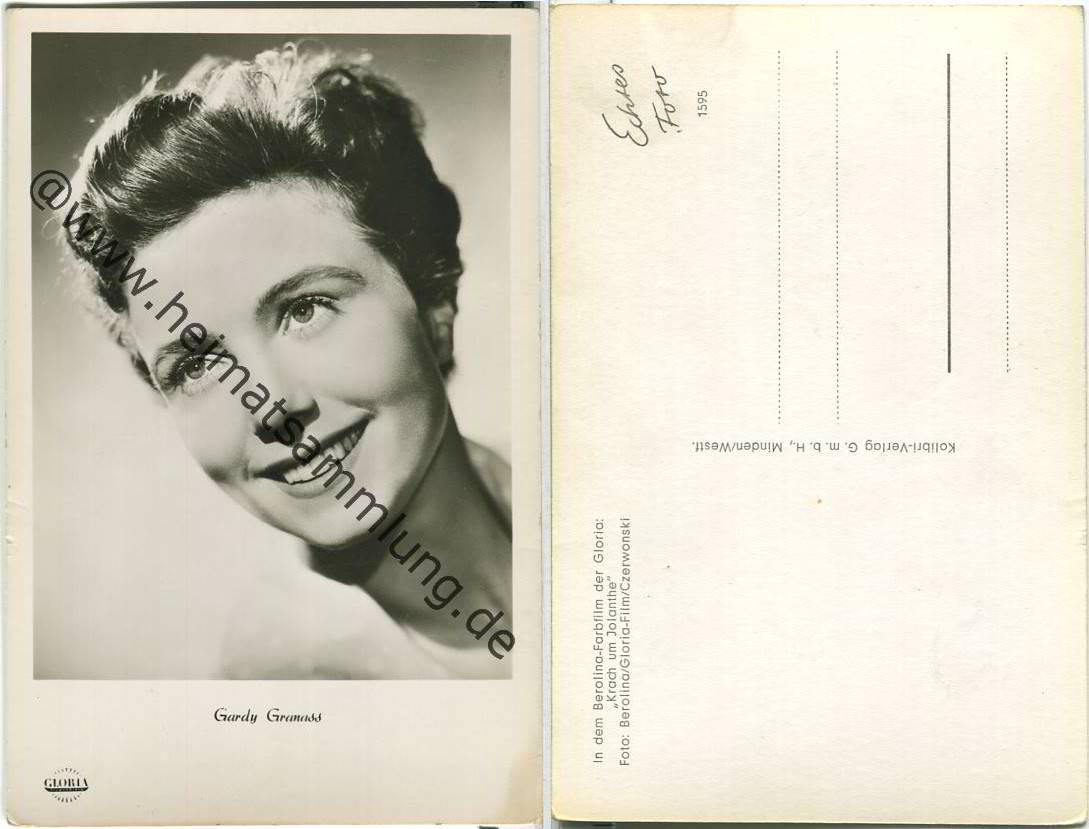 @www.heimatsammlung.de
Gardy Granass
GLORIA
Echtes
Foto
1595
Kolibri-Verlag G. m. b. H., Minden/Westf.
In dem Berolina-Farbfilm der Gloria:
„Krach um Jolanthe"
Foto: Berolina/Gloria-Film/Czerwonski